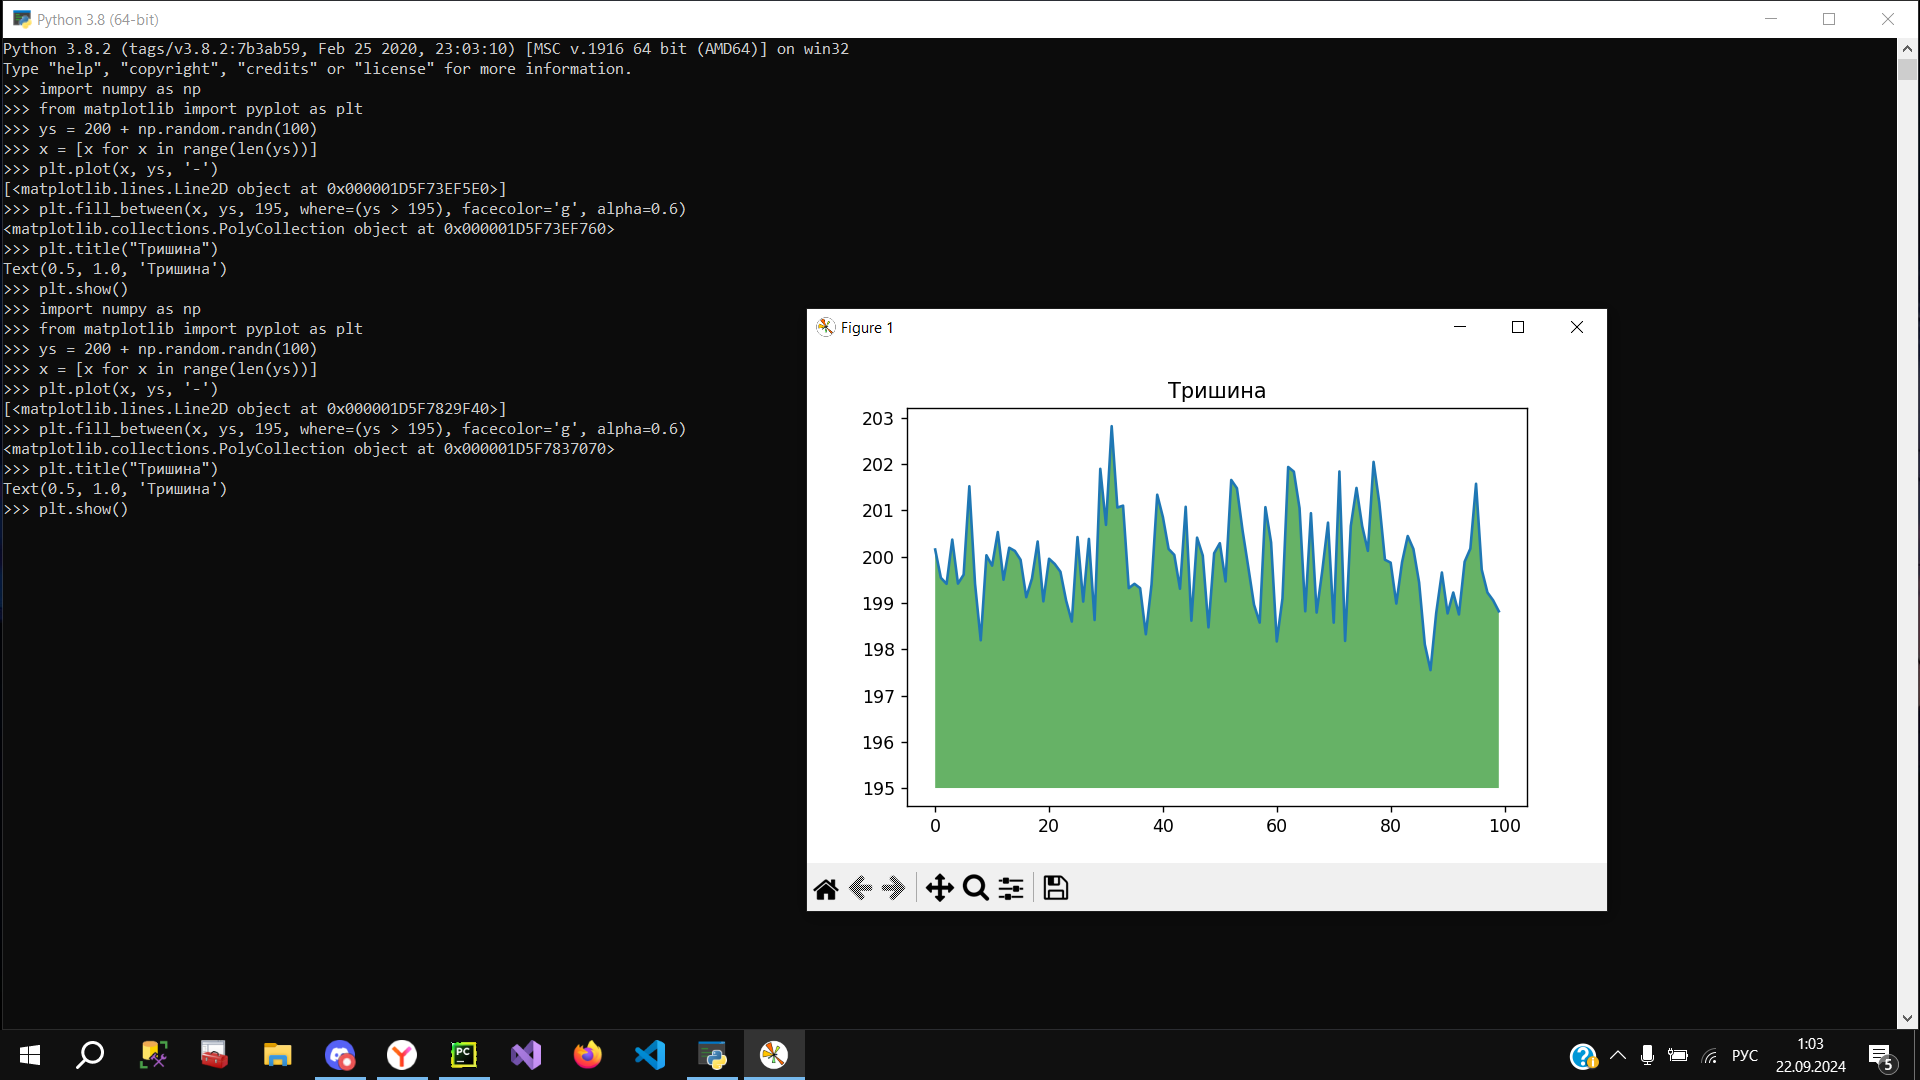 Python 3.8 (64-bit)
Python 3.8.2 (tags/v3.8.2:7b3ab59, Feb 25 2020, 23:03:10) [MSC v.1916 64 bit (AMD64)] on win32
Type "help", "copyright", "credits" or "license" for more information.
>>> import numpy as np
>>> from matplotlib import pyplot as plt
>>> ys = 200 + np.random.randn(100)
>>> x = [x for x in range(len(ys))]
>>> plt.plot(x, ys, '-')
[<matplotlib.lines.Line2D object at 0x000001D5F73EF5E0>]
>>> plt.fill_between(x, ys, 195, where=(ys > 195), facecolor='g', alpha=0.6)
<matplotlib.collections.PolyCollection object at 0x000001D5F73EF760>
>>> plt.title("Тришина")
Text(0.5, 1.0, 'Тришина')
>>> plt.show()
>>> import numpy as np
>>> from matplotlib import pyplot as plt
>>> ys = 200 + np.random.randn(100)
>>> x = [x for x in range(len(ys))]
>>> plt.plot(x, ys, '-')
[<matplotlib.lines.Line2D object at 0x000001D5F7829F40>]
>>> plt.fill_between(x, ys, 195, where=(ys > 195), facecolor='g', alpha=0.6)
<matplotlib.collections.PolyCollection object at 0x000001D5F7837070>
>>> plt.title("Тришина")
Text(0.5, 1.0, 'Тришина')
>>> plt.show()
Figure 1
Тришина
203
202
201
200
199
198
197
196
195
0 20 40 60 80 100
PC
РУС
1:03
22.09.2024
5